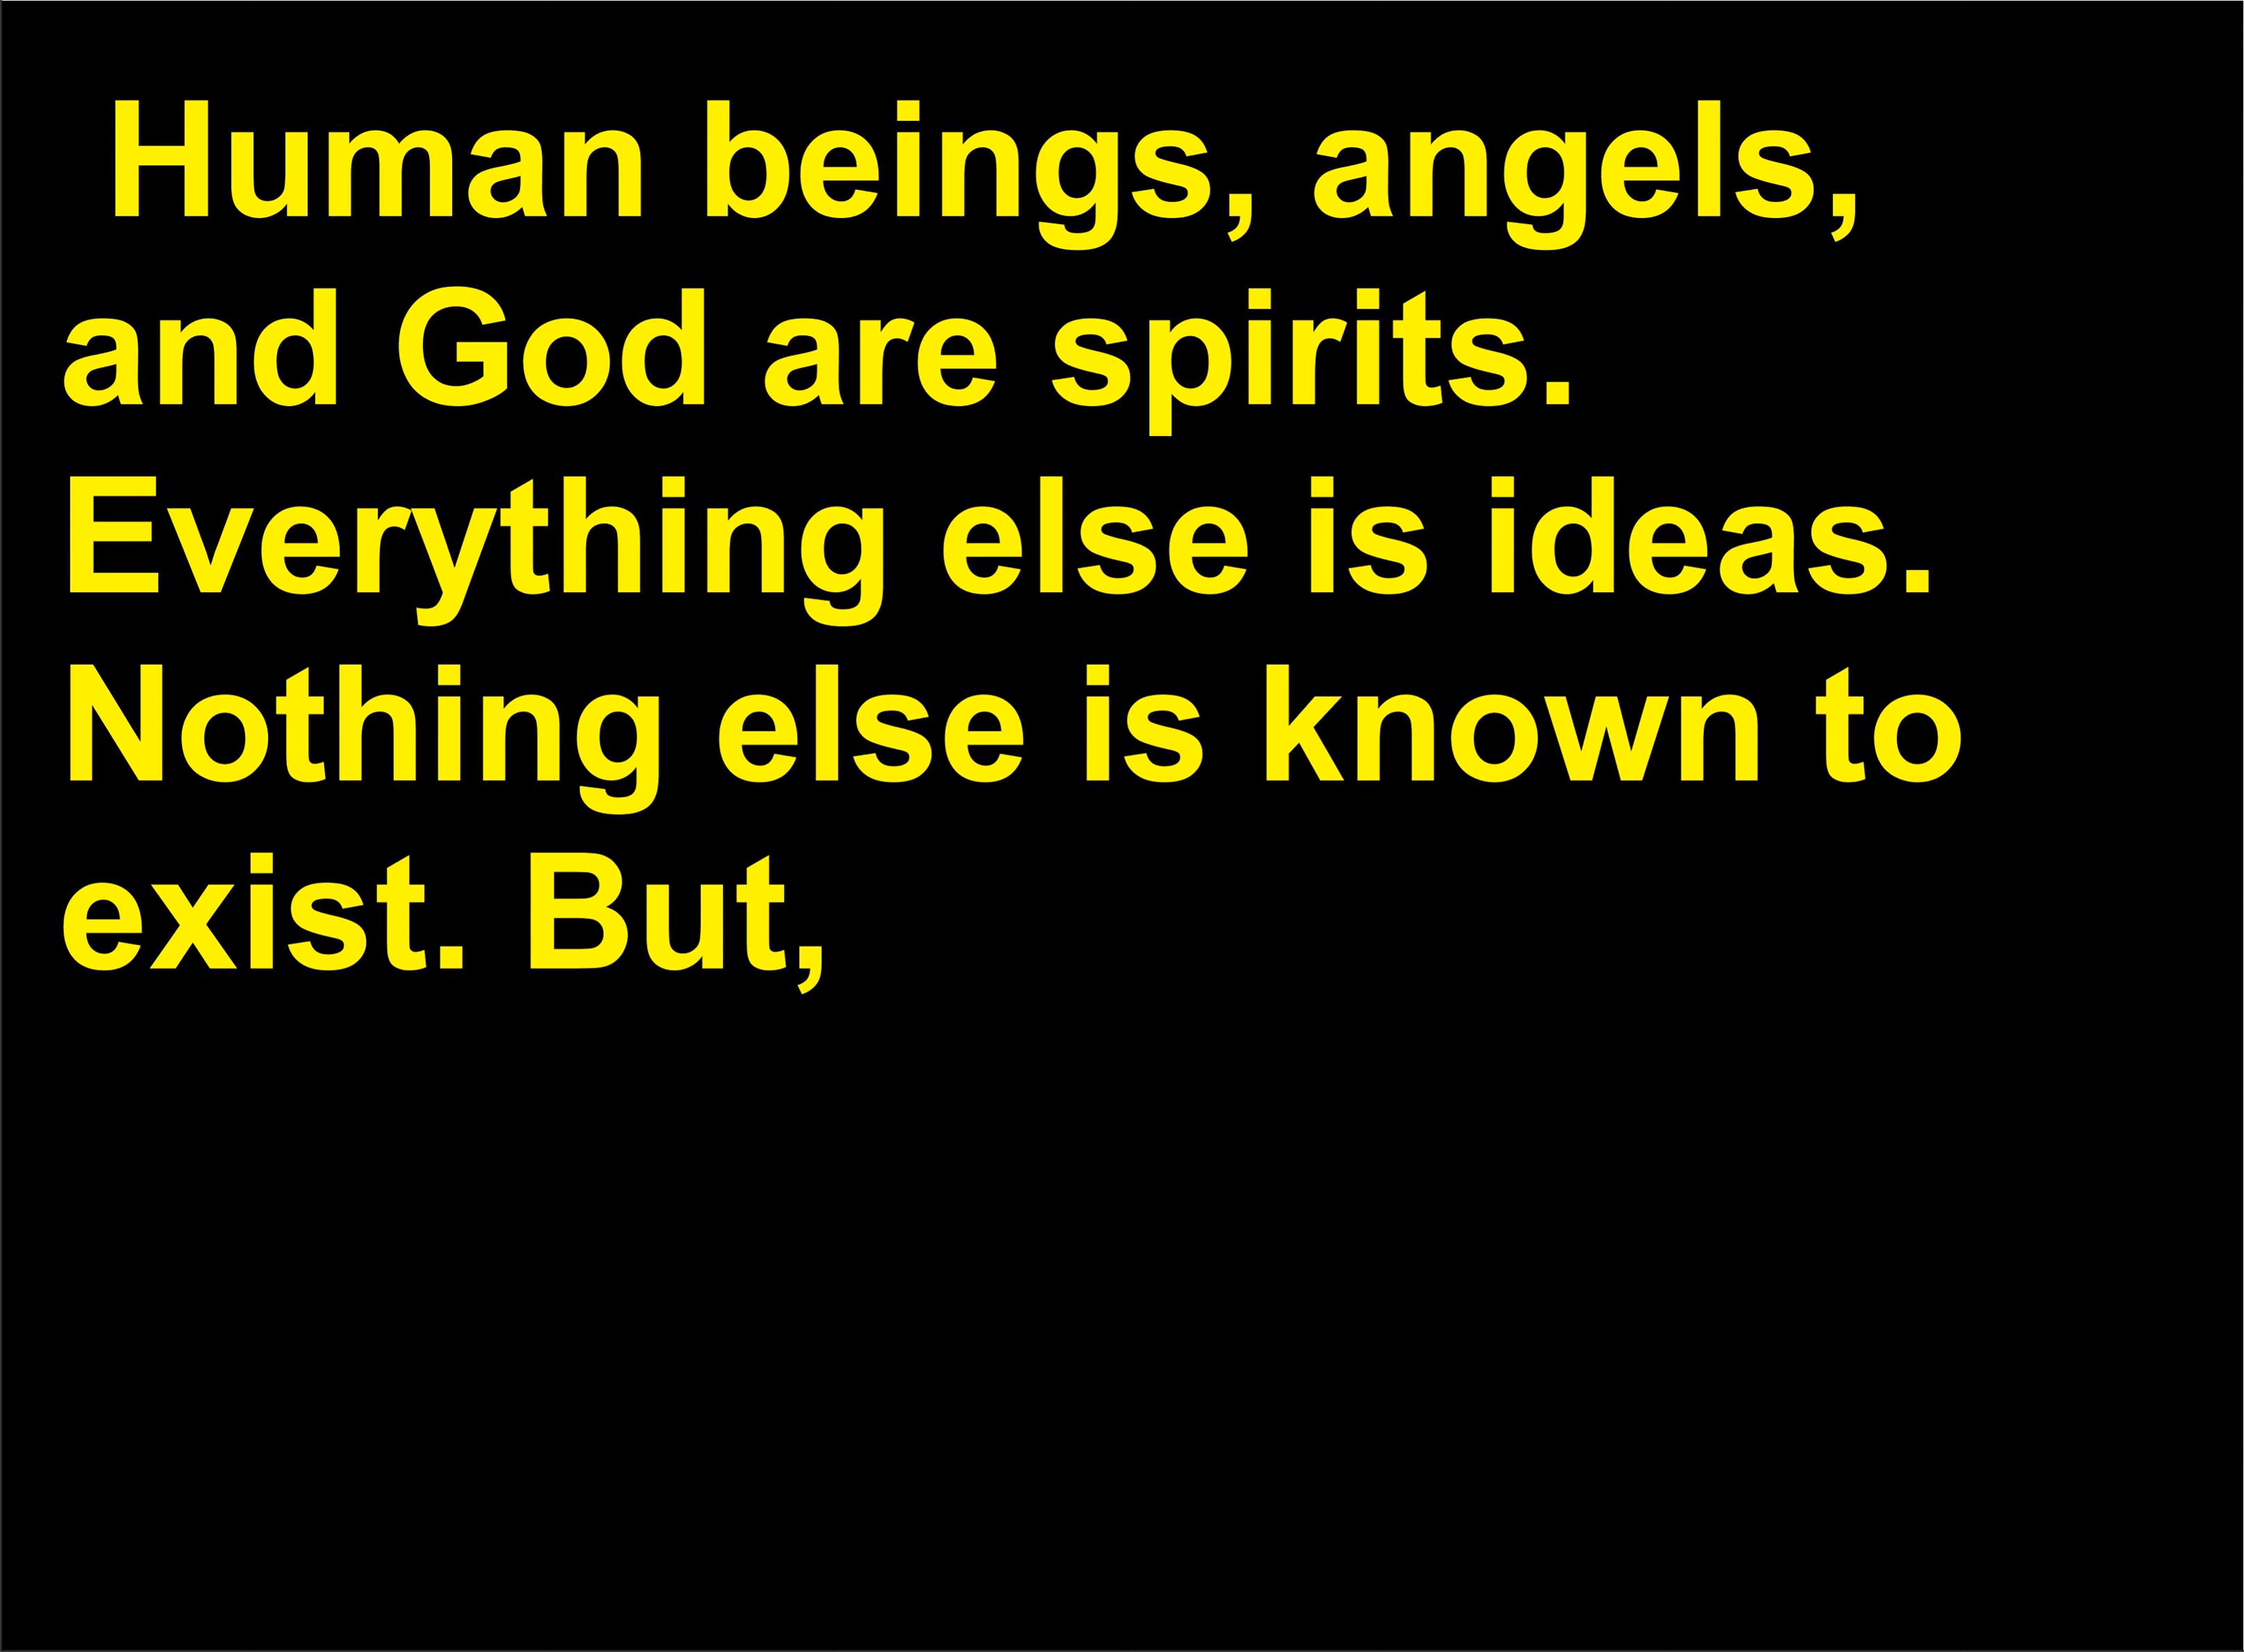 Human beings, angels,
and God are spirits.
Everything else is ideas.
Nothing else is known to
exist. But,